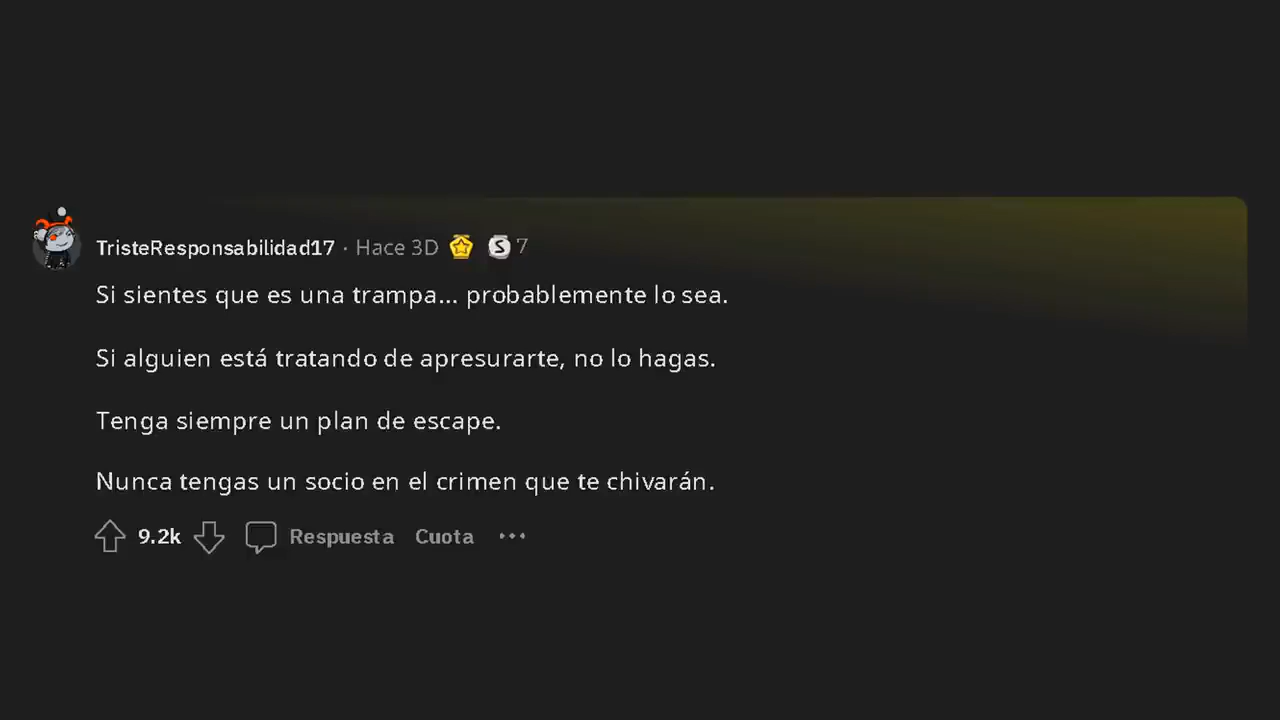 TristeResponsabilidad17 · Hace 3D 7
Si sientes que es una trampa... probablemente lo sea.
Si alguien está tratando de apresurarte, no lo hagas.
Tenga siempre un plan de escape.
Nunca tengas un socio en el crimen que te chivarán.
9.2k Respuesta Cuota ...